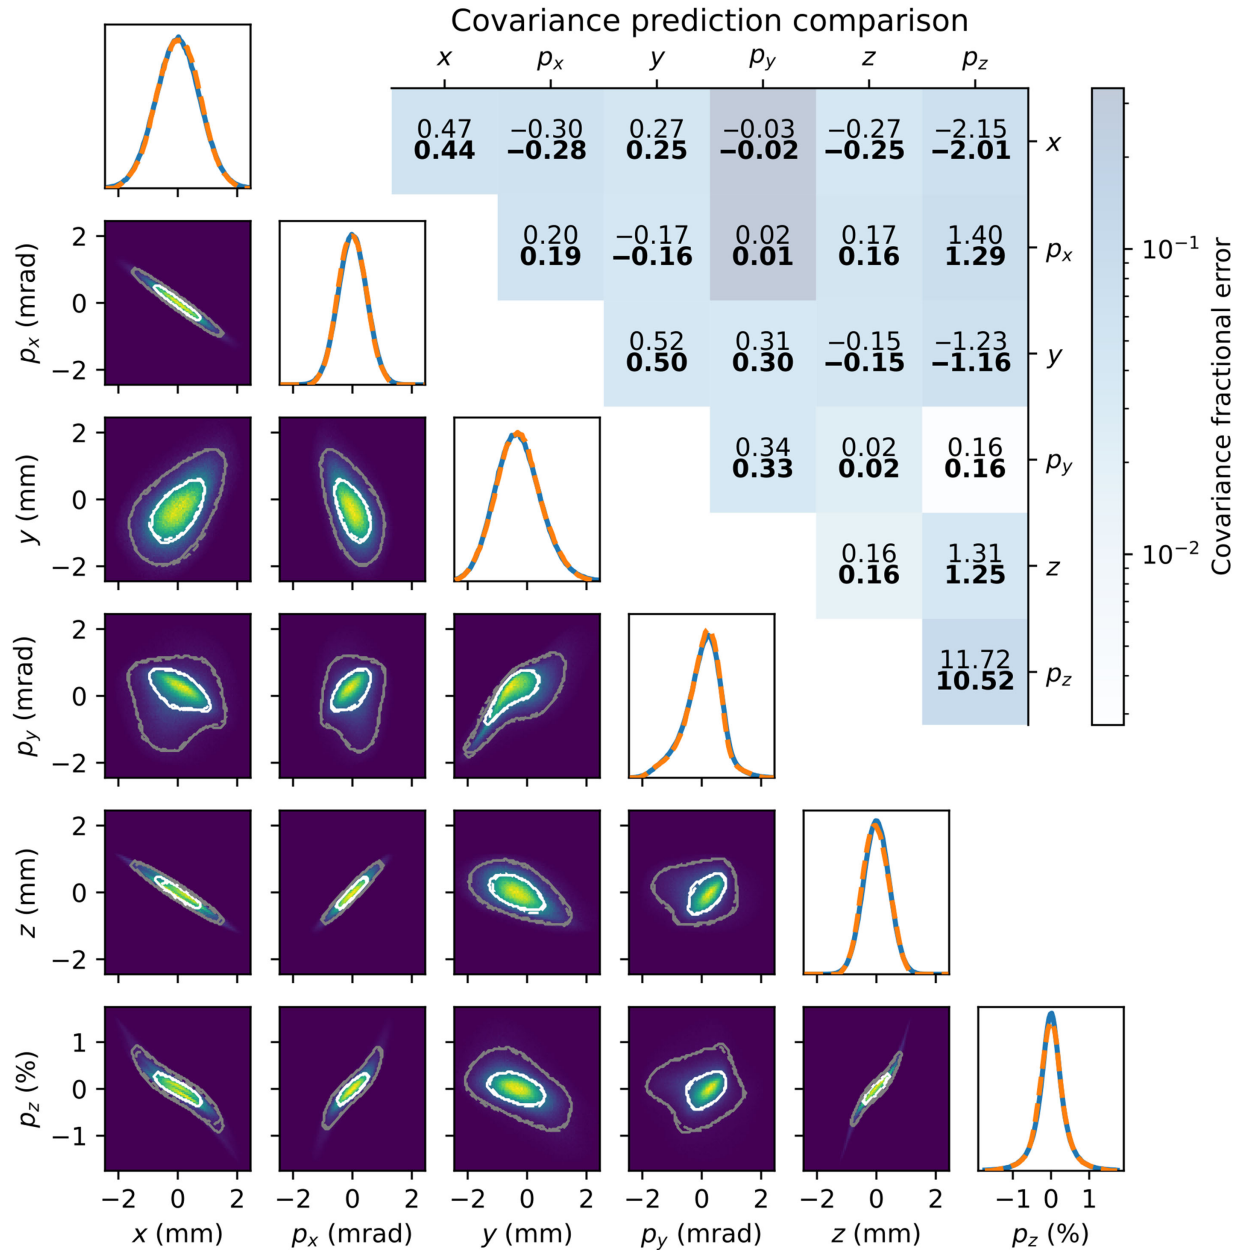 Covariance prediction comparison
x pₓ y p_y z p_z
0.47 −0.30 0.27 −0.03 −0.27 −2.15 x
0.44 −0.28 0.25 −0.02 −0.25 −2.01
0.20 −0.17 0.02 0.17 1.40 pₓ
0.19 −0.16 0.01 0.16 1.29
0.52 0.31 −0.15 −1.23 y
0.50 0.30 −0.15 −1.16
0.34 0.02 0.16 p_y
0.33 0.02 0.16
0.16 1.31 z
0.16 1.25
11.72 p_z
10.52
10⁻¹
10⁻²
Covariance fractional error
pₓ (mrad)
2
0
−2
y (mm)
2
0
−2
p_y (mrad)
2
0
−2
z (mm)
2
0
−2
p_z (%)
1
0
−1
−2 0 2 −2 0 2 −2 0 2 −2 0 2 −2 0 2 −1 0 1
x (mm) pₓ (mrad) y (mm) p_y (mrad) z (mm) p_z (%)